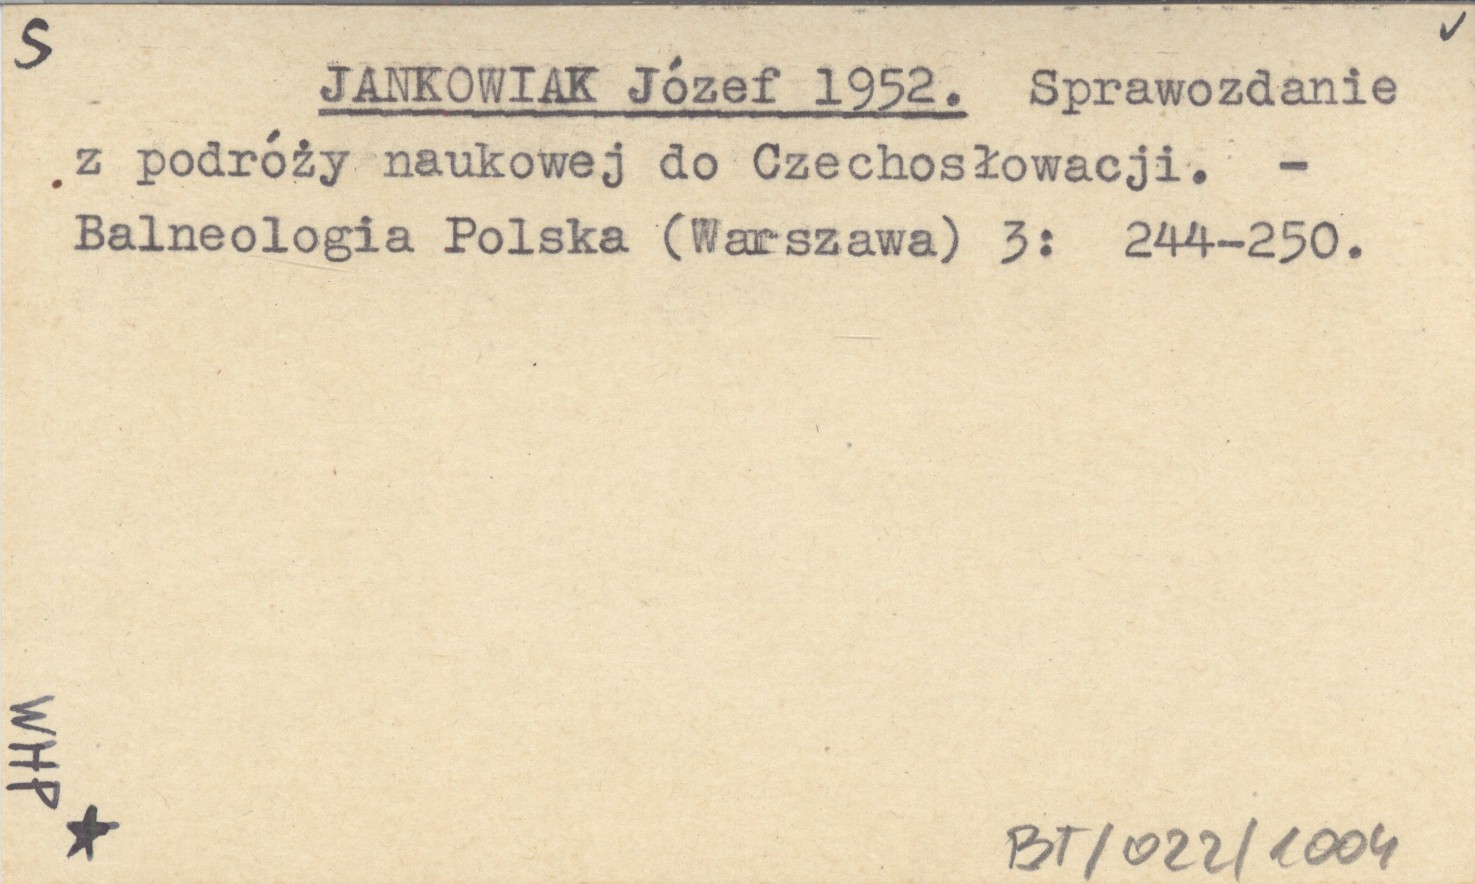 S
JANKOWIAK Józef 1952. Sprawozdanie
z podróży naukowej do Czechosłowacji. -
Balneologia Polska (Warszawa) 3: 244-250.
WHP
BT/022/1004